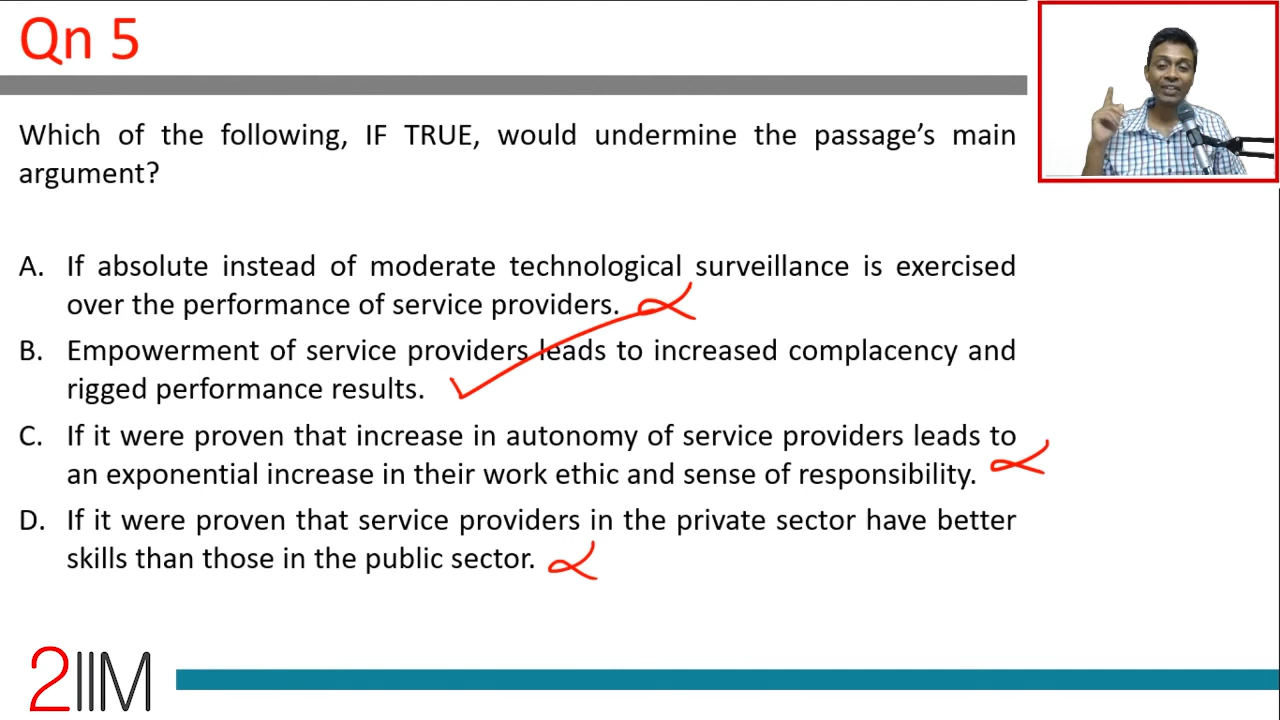 Qn 5
Which of the following, IF TRUE, would undermine the passage’s main
argument?
A. If absolute instead of moderate technological surveillance is exercised
over the performance of service providers.
B. Empowerment of service providers leads to increased complacency and
rigged performance results.
C. If it were proven that increase in autonomy of service providers leads to
an exponential increase in their work ethic and sense of responsibility.
D. If it were proven that service providers in the private sector have better
skills than those in the public sector.
2IIM